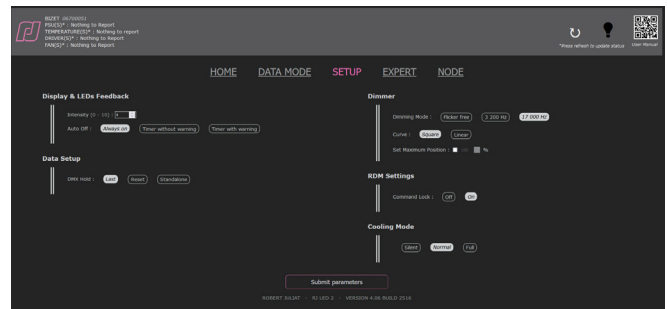 BIZET (670005)
PSU(S)* : Nothing to Report
TEMPERATURE(S)* : Nothing to report
DRIVER(S)* : Nothing to Report
FAN(S)* : Nothing to Report
*Please refresh to update status
User Manual
HOME DATA MODE SETUP EXPERT NODE
Display & LEDs Feedback
Intensity (0 - 10) : 4
Auto Off : Always on Timer without warning Timer with warning
Data Setup
DMX Hold : Last Reset Standalone
Dimmer
Dimming Mode : Flicker free 3 200 Hz 17 000 Hz
Curve : Square Linear
Set Maximum Position : %
RDM Settings
Command Lock : Off On
Cooling Mode
Silent Normal Full
Submit parameters
ROBERT JULIAT - RJ LED 2 - VERSION 4.06 BUILD 2516